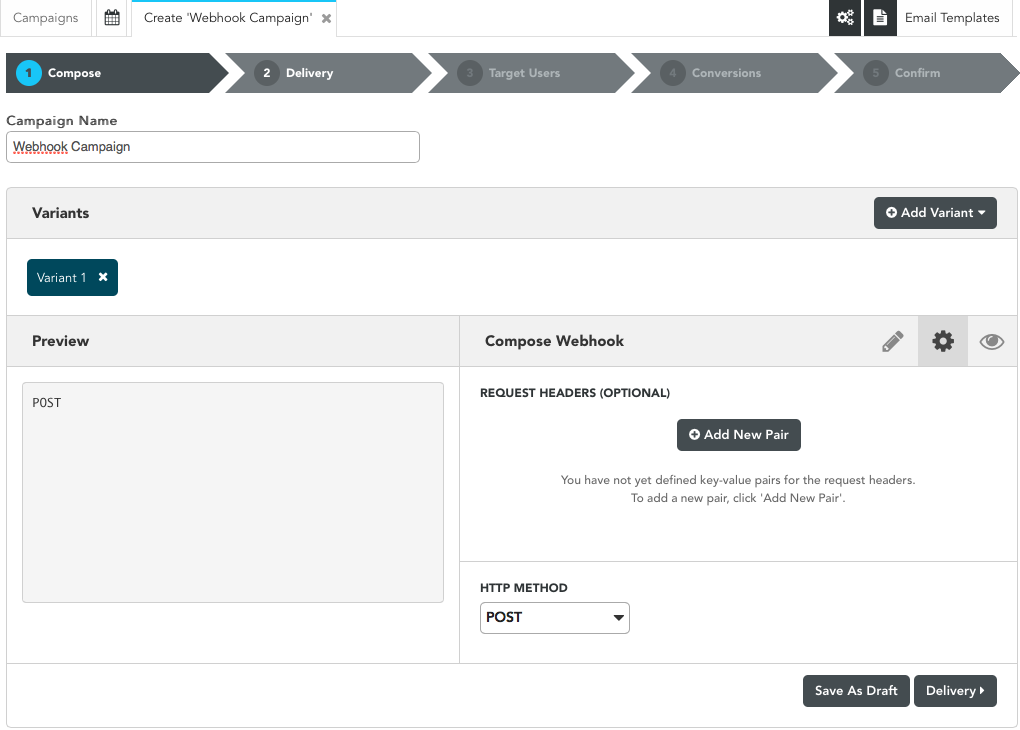 Campaigns
Create 'Webhook Campaign'
Email Templates
1 Compose
2 Delivery
3 Target Users
4 Conversions
5 Confirm
Campaign Name
Webhook Campaign
Variants
Add Variant
Variant 1
Preview
Compose Webhook
POST
REQUEST HEADERS (OPTIONAL)
Add New Pair
You have not yet defined key-value pairs for the request headers.
To add a new pair, click 'Add New Pair'.
HTTP METHOD
POST
Save As Draft
Delivery